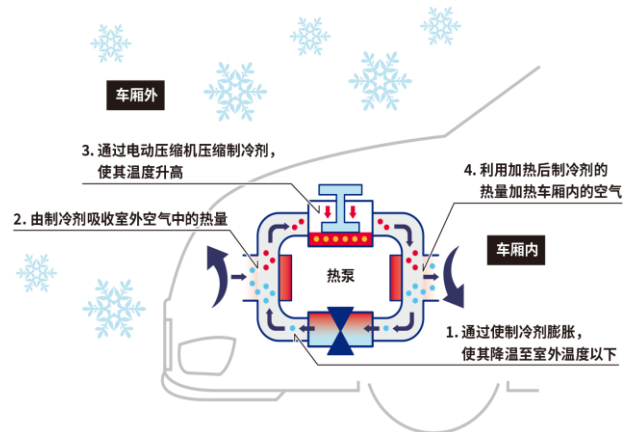 车厢外
3. 通过电动压缩机压缩制冷剂，
使其温度升高
4. 利用加热后制冷剂的
热量加热车厢内的空气
2. 由制冷剂吸收室外空气中的热量
车厢内
热泵
1. 通过使制冷剂膨胀，
使其降温至室外温度以下